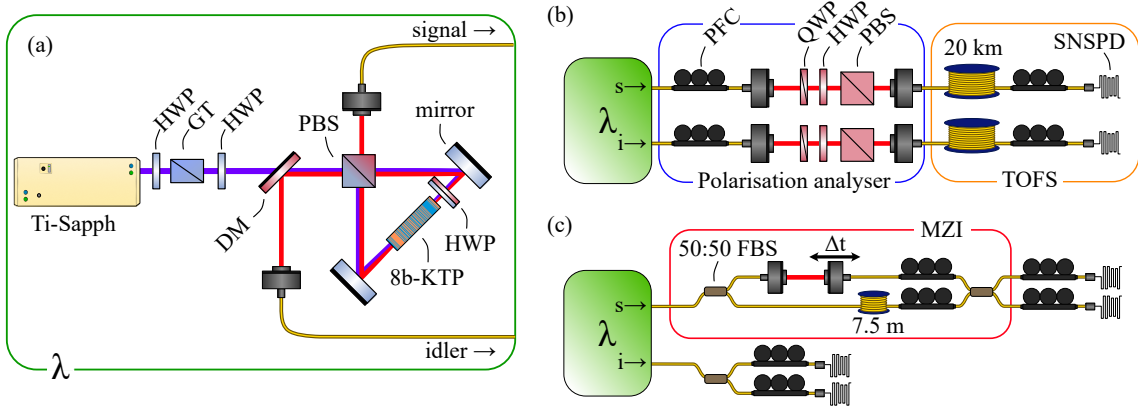 (a)
signal →
HWP
GT
HWP
PBS
mirror
Ti-Sapph
DM
HWP
8b-KTP
idler →
λ
(b)
PFC
QWP
HWP
PBS
20 km
SNSPD
s→
λ
i→
Polarisation analyser
TOFS
(c)
MZI
50:50 FBS
Δt
s→
7.5 m
λ
i→